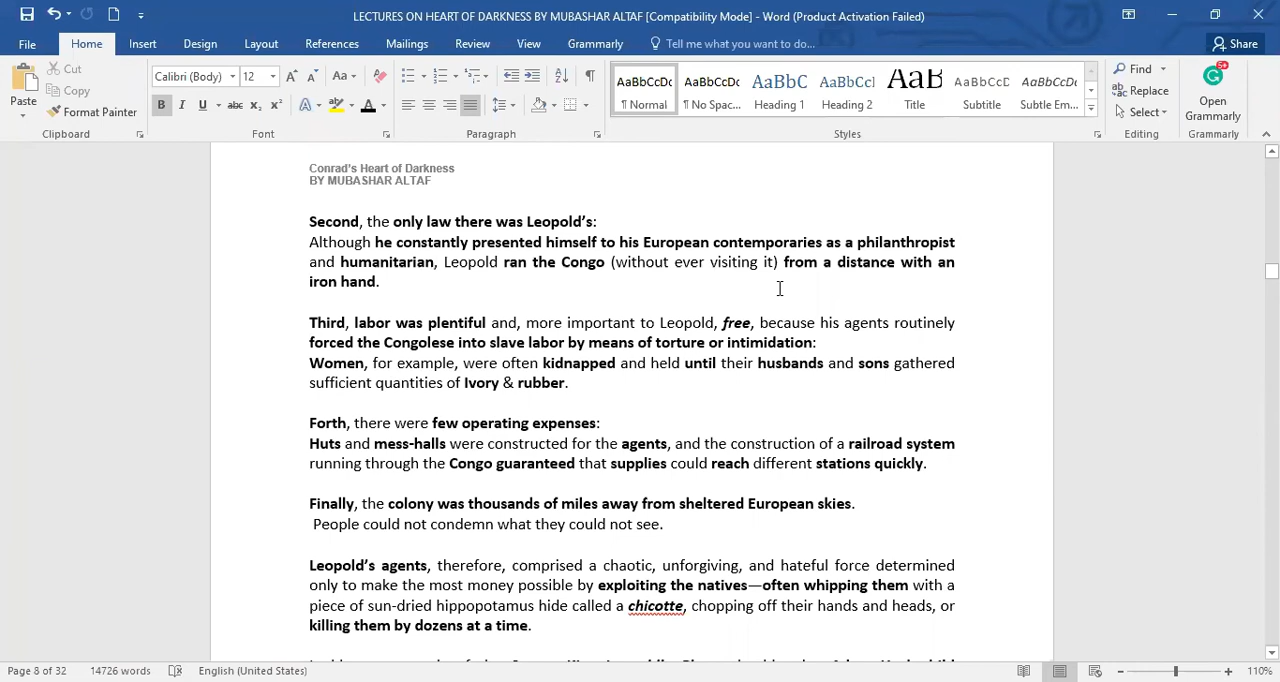 LECTURES ON HEART OF DARKNESS BY MUBASHAR ALTAF [Compatibility Mode] - Word (Product Activation Failed)
File Home Insert Design Layout References Mailings Review View Grammarly Tell me what you want to do... Share
Cut
Copy
Format Painter
Paste
Calibri (Body) 12
AaBbCcDc AaBbCcDc AaBbC AaBbCcI AaB AaBbCcD AaBbCcDc
¶ Normal ¶ No Spac... Heading 1 Heading 2 Title Subtitle Subtle Em...
Find
Replace
Select
Open
Grammarly
Clipboard Font Paragraph Styles Editing Grammarly
Conrad's Heart of Darkness
BY MUBASHAR ALTAF
Second, the only law there was Leopold's:
Although he constantly presented himself to his European contemporaries as a philanthropist
and humanitarian, Leopold ran the Congo (without ever visiting it) from a distance with an
iron hand.
Third, labor was plentiful and, more important to Leopold, free, because his agents routinely
forced the Congolese into slave labor by means of torture or intimidation:
Women, for example, were often kidnapped and held until their husbands and sons gathered
sufficient quantities of Ivory & rubber.
Forth, there were few operating expenses:
Huts and mess-halls were constructed for the agents, and the construction of a railroad system
running through the Congo guaranteed that supplies could reach different stations quickly.
Finally, the colony was thousands of miles away from sheltered European skies.
People could not condemn what they could not see.
Leopold's agents, therefore, comprised a chaotic, unforgiving, and hateful force determined
only to make the most money possible by exploiting the natives—often whipping them with a
piece of sun-dried hippopotamus hide called a chicotte, chopping off their hands and heads, or
killing them by dozens at a time.
Page 8 of 32 14726 words English (United States) 110%